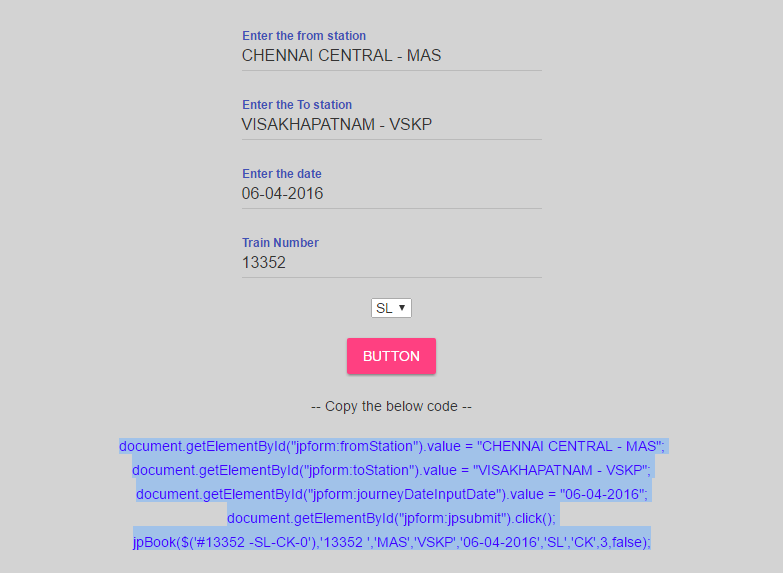 Enter the from station
CHENNAI CENTRAL - MAS
Enter the To station
VISAKHAPATNAM - VSKP
Enter the date
06-04-2016
Train Number
13352
SL ▼
BUTTON
-- Copy the below code --
document.getElementById("jpform:fromStation").value = "CHENNAI CENTRAL - MAS";
document.getElementById("jpform:toStation").value = "VISAKHAPATNAM - VSKP";
document.getElementById("jpform:journeyDateInputDate").value = "06-04-2016";
document.getElementById("jpform:jpsubmit").click();
jpBook($('#13352 -SL-CK-0'),'13352 ','MAS','VSKP','06-04-2016','SL','CK',3,false);